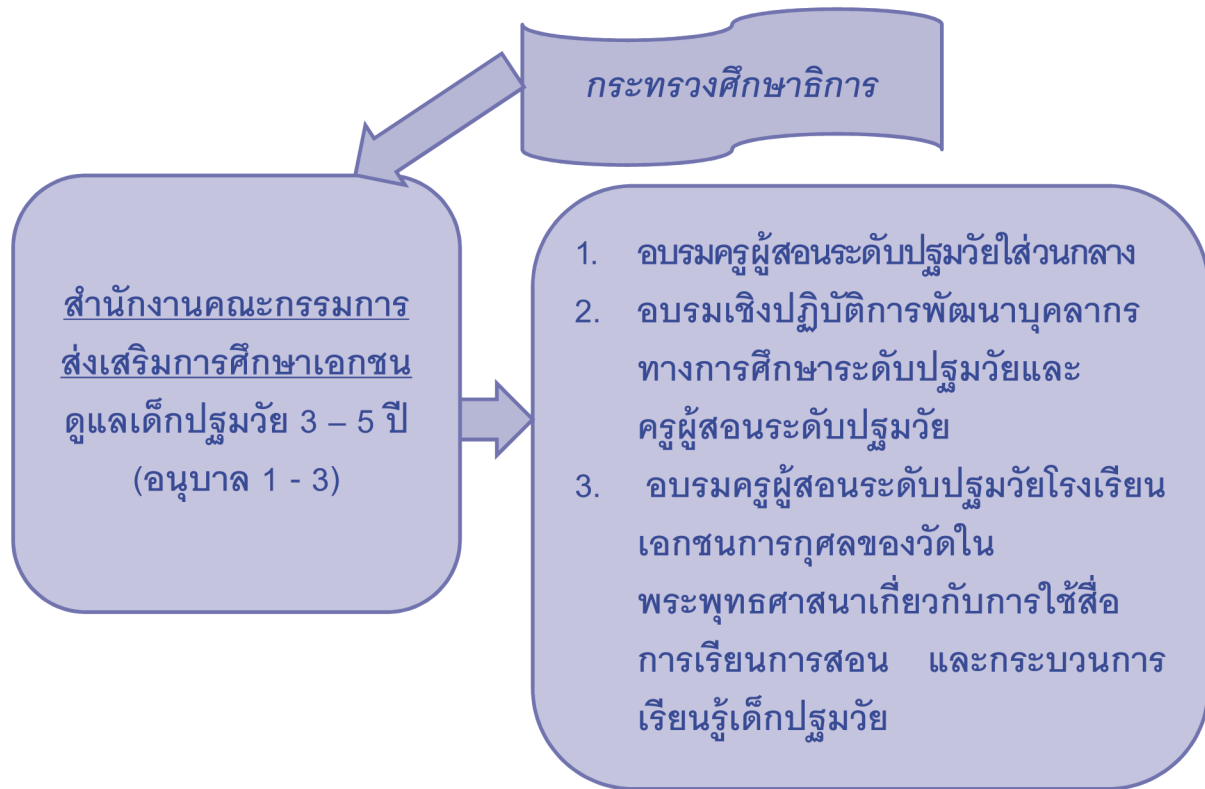 กระทรวงศึกษาธิการ
สำนักงานคณะกรรมการ
ส่งเสริมการศึกษาเอกชน
ดูแลเด็กปฐมวัย 3 – 5 ปี
(อนุบาล 1 - 3)
1. อบรมครูผู้สอนระดับปฐมวัยใส่วนกลาง
2. อบรมเชิงปฏิบัติการพัฒนาบุคลากร
ทางการศึกษาระดับปฐมวัยและ
ครูผู้สอนระดับปฐมวัย
3. อบรมครูผู้สอนระดับปฐมวัยโรงเรียน
เอกชนการกุศลของวัดใน
พระพุทธศาสนาเกี่ยวกับการใช้สื่อ
การเรียนการสอน และกระบวนการ
เรียนรู้เด็กปฐมวัย